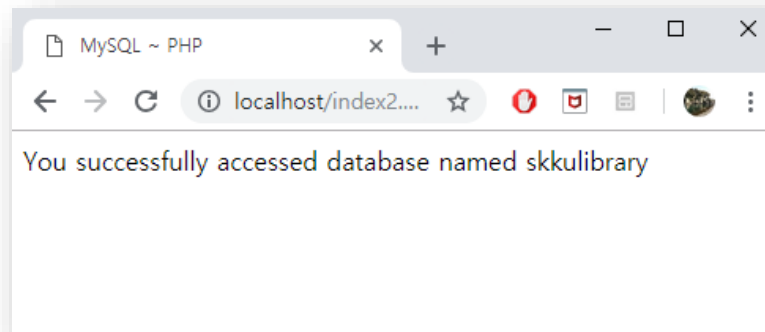 MySQL ~ PHP
localhost/index2....
You successfully accessed database named skkulibrary